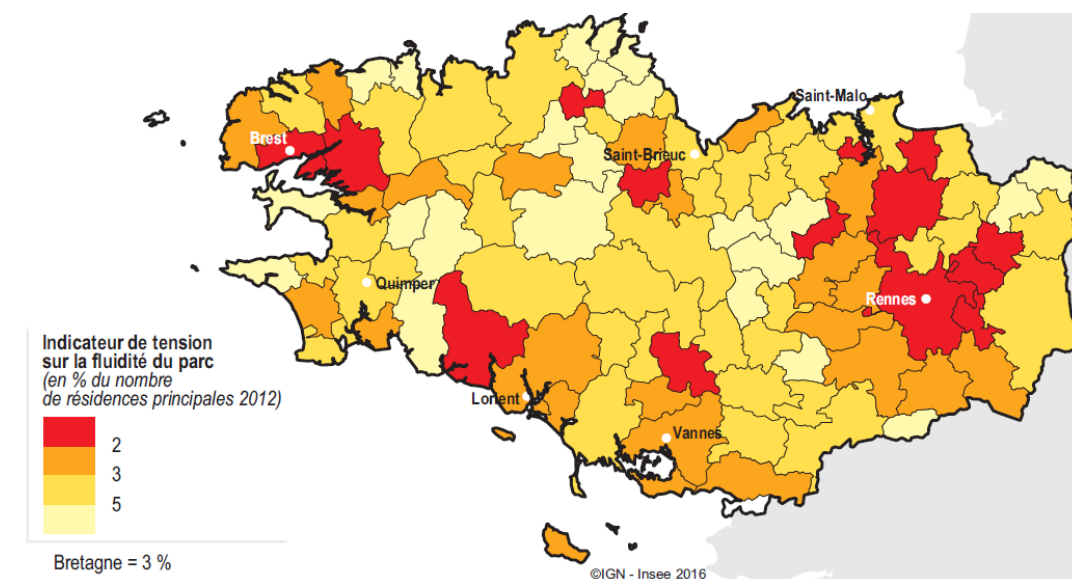 Saint-Malo
Brest
Saint-Brieuc
Quimper
Rennes
Lorient
Vannes
Indicateur de tension
sur la fluidité du parc
(en % du nombre
de résidences principales 2012)
2
3
5
Bretagne = 3 %
©IGN - Insee 2016